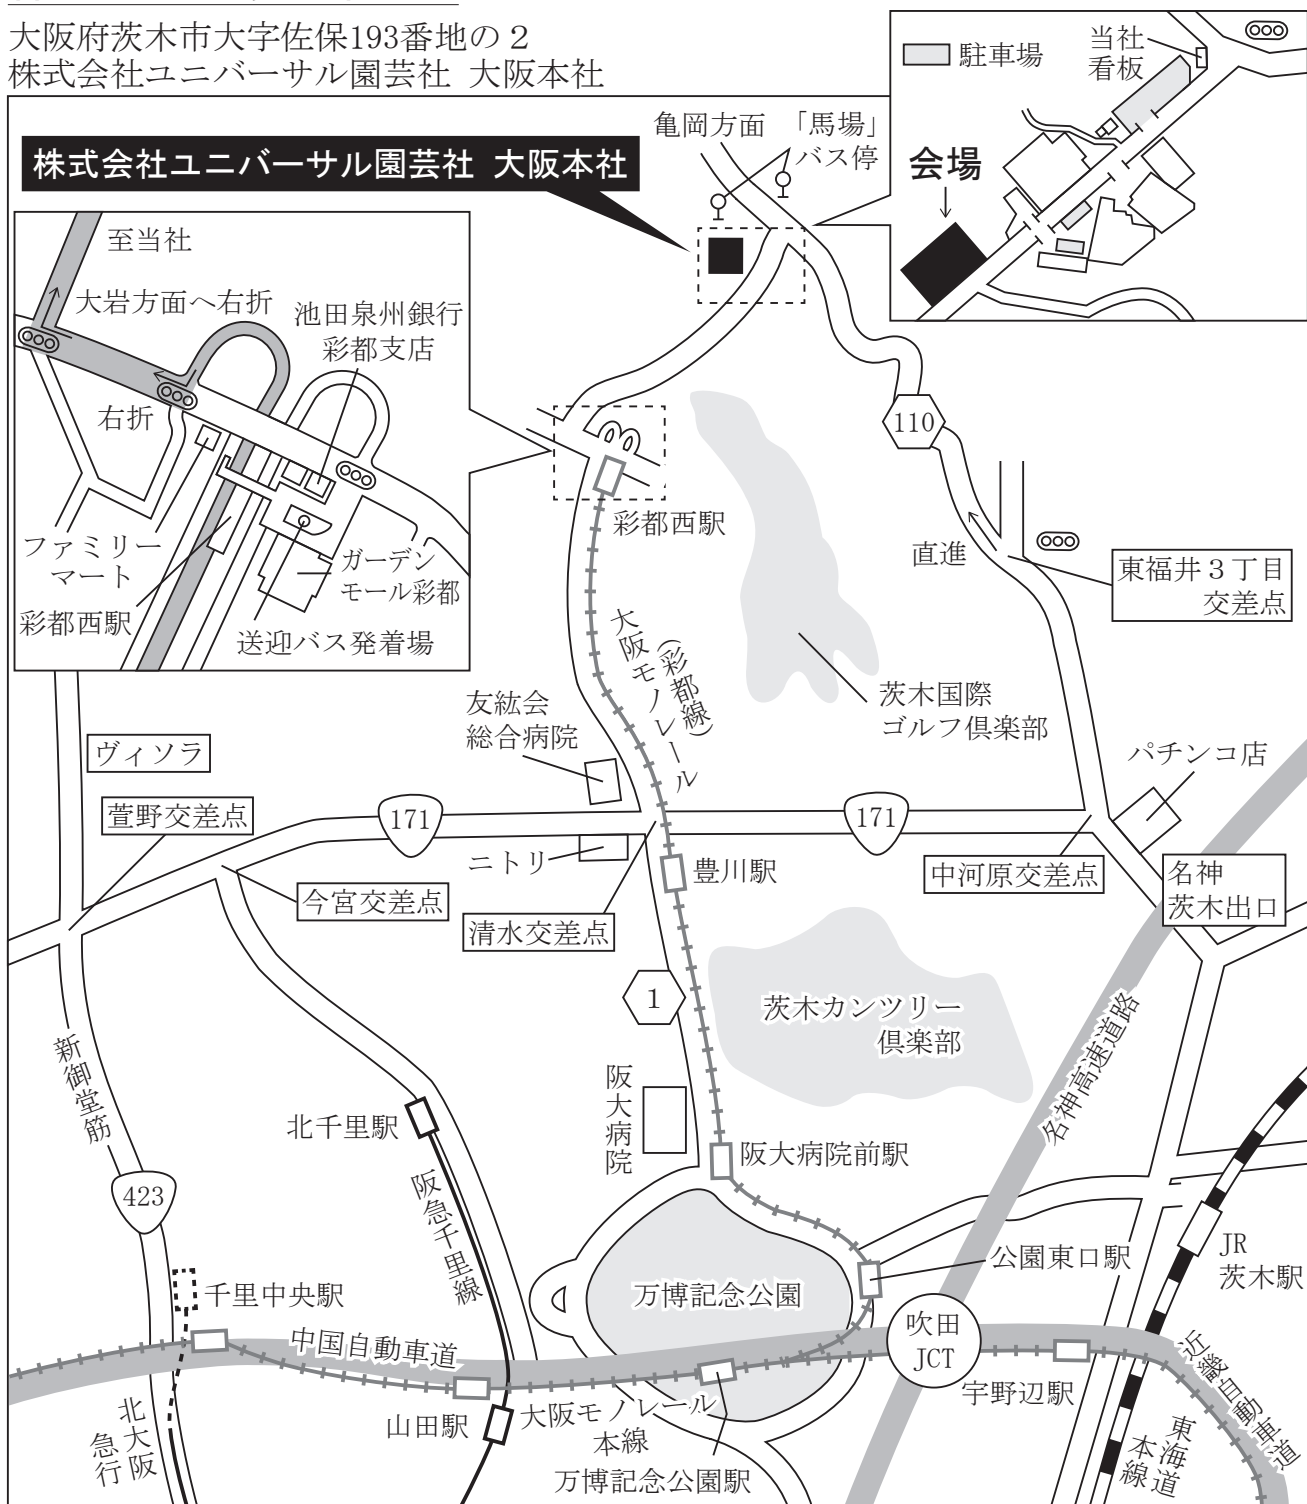 大阪府茨木市大字佐保193番地の2
株式会社ユニバーサル園芸社 大阪本社
駐車場
当社
看板
会場
亀岡方面
「馬場」
バス停
株式会社ユニバーサル園芸社 大阪本社
至当社
大岩方面へ右折
池田泉州銀行
彩都支店
右折
ファミリー
マート
彩都西駅
ガーデン
モール彩都
送迎バス発着場
110
彩都西駅
直進
東福井3丁目
交差点
大阪モノレール
(彩都線)
茨木国際
ゴルフ倶楽部
友紘会
総合病院
ヴィソラ
パチンコ店
萱野交差点
171
171
ニトリ
豊川駅
中河原交差点
名神
茨木出口
今宮交差点
清水交差点
1
茨木カンツリー
倶楽部
名神高速道路
新御堂筋
阪大病院
北千里駅
阪大病院前駅
阪急千里線
423
公園東口駅
JR
茨木駅
千里中央駅
万博記念公園
中国自動車道
吹田
JCT
宇野辺駅
近畿自動車道
北大阪
急行
山田駅
大阪モノレール
本線
万博記念公園駅
東海道
本線